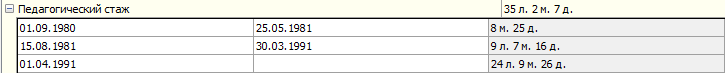 Педагогический стаж 35 л. 2 м. 7 д.
01.09.1980 25.05.1981 8 м. 25 д.
15.08.1981 30.03.1991 9 л. 7 м. 16 д.
01.04.1991 24 л. 9 м. 26 д.